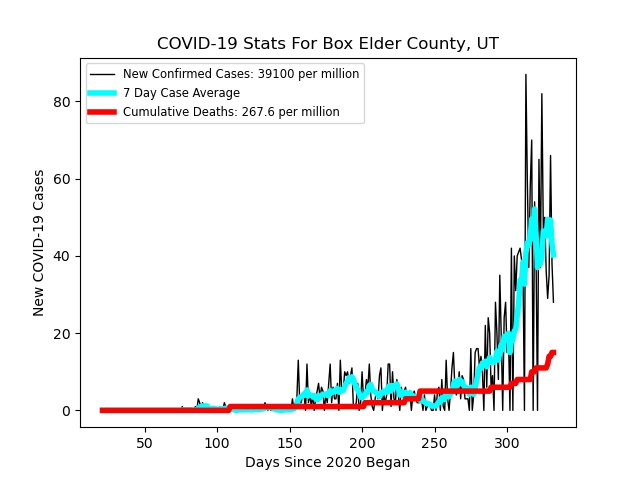 COVID-19 Stats For Box Elder County, UT
New Confirmed Cases: 39100 per million
7 Day Case Average
Cumulative Deaths: 267.6 per million
New COVID-19 Cases
80
60
40
20
0
50 100 150 200 250 300
Days Since 2020 Began